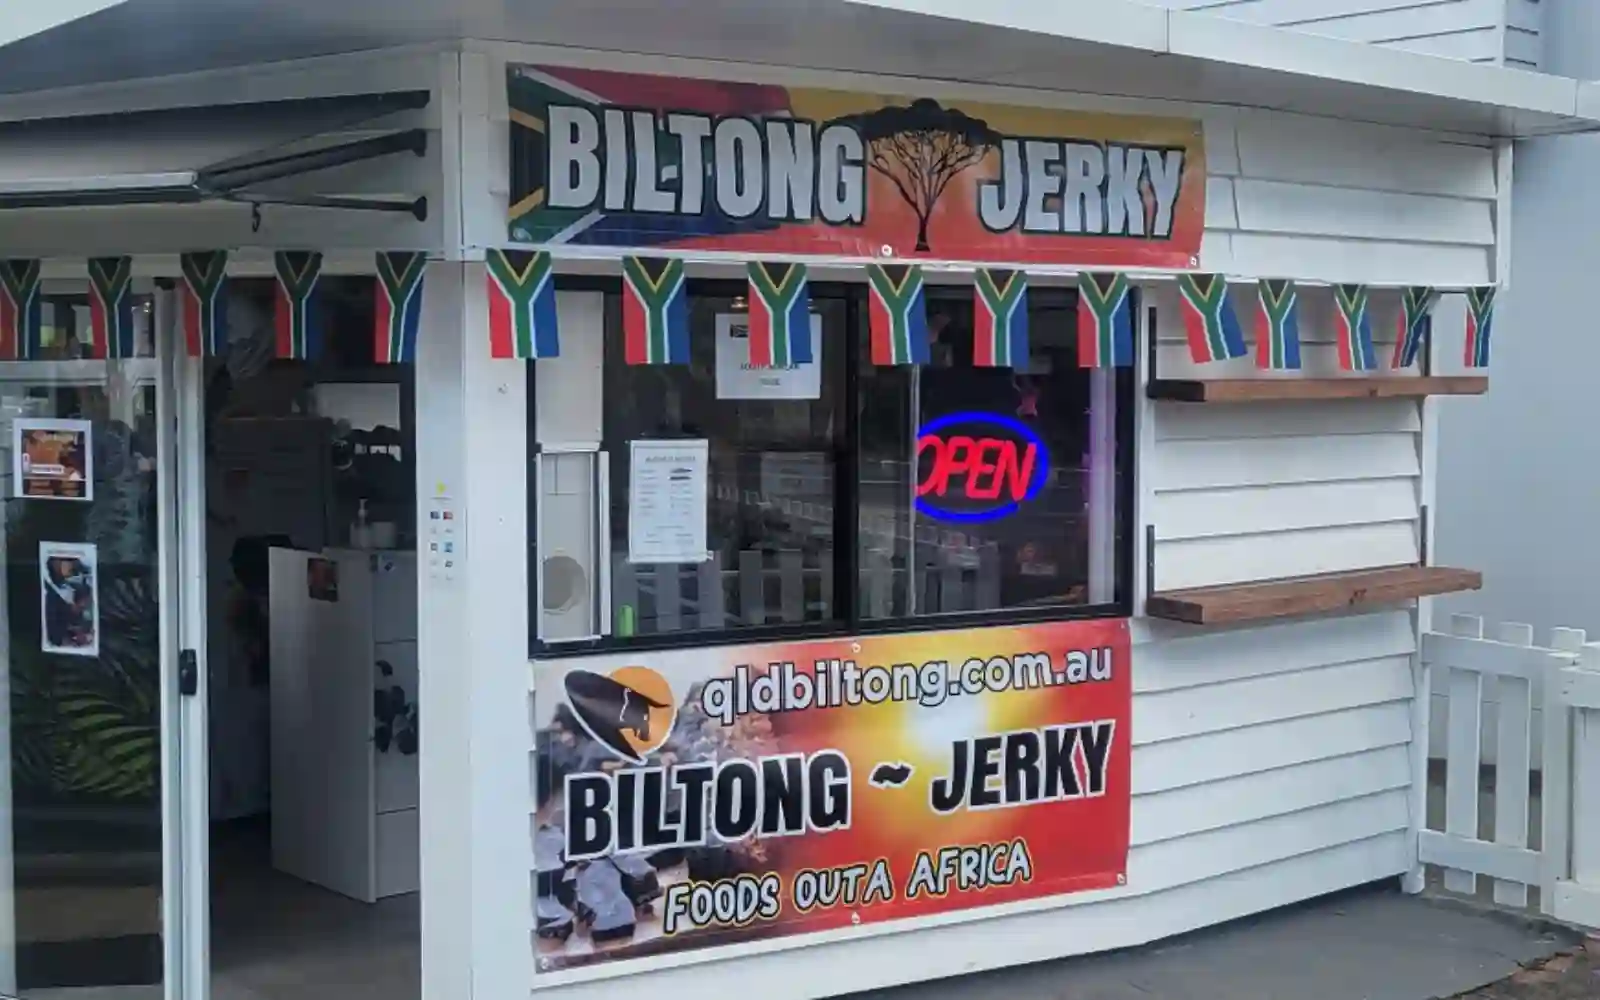 BILTONG JERKY
OPEN
qldbiltong.com.au
BILTONG ~ JERKY
FOODS OUTA AFRICA